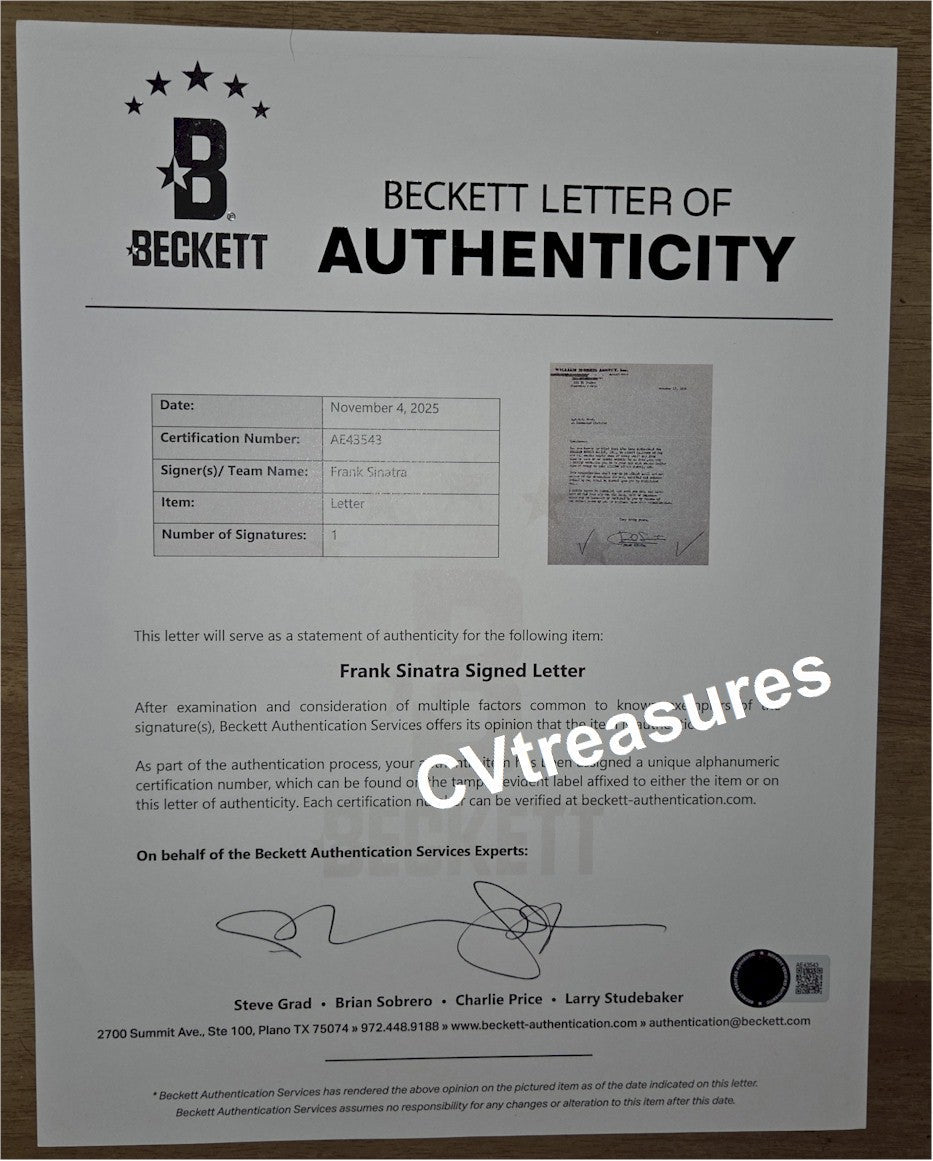 B
®
BECKETT
BECKETT LETTER OF
AUTHENTICITY
Date: November 4, 2025
Certification Number: AE43543
Signer(s)/ Team Name: Frank Sinatra
Item: Letter
Number of Signatures: 1
WILLIAM MORRIS AGENCY, Inc.
This letter will serve as a statement of authenticity for the following item:
Frank Sinatra Signed Letter
After examination and consideration of multiple factors common to known exemplars of the
signature(s), Beckett Authentication Services offers its opinion that the item is authentic.
As part of the authentication process, your authentic item has been assigned a unique alphanumeric
certification number, which can be found on the tamper-evident label affixed to either the item or on
this letter of authenticity. Each certification number can be verified at beckett-authentication.com.
CVtreasures
BECKETT
On behalf of the Beckett Authentication Services Experts:
AE43543
Steve Grad • Brian Sobrero • Charlie Price • Larry Studebaker
2700 Summit Ave., Ste 100, Plano TX 75074 » 972.448.9188 » www.beckett-authentication.com » authentication@beckett.com
* Beckett Authentication Services has rendered the above opinion on the pictured item as of the date indicated on this letter.
Beckett Authentication Services assumes no responsibility for any changes or alteration to this item after this date.